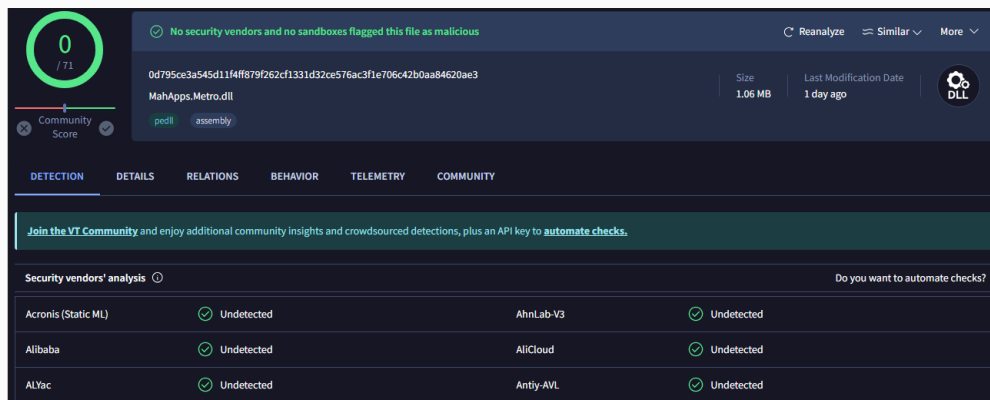 0
/ 71
Community
Score
No security vendors and no sandboxes flagged this file as malicious
Reanalyze Similar More
0d795ce3a545d11f4ff879f262cf1331d32ce576ac3f1e706c42b0aa84620ae3
MahApps.Metro.dll
pedll assembly
Size
1.06 MB
Last Modification Date
1 day ago
DLL
DETECTION DETAILS RELATIONS BEHAVIOR TELEMETRY COMMUNITY
Join the VT Community and enjoy additional community insights and crowdsourced detections, plus an API key to automate checks.
Security vendors' analysis Do you want to automate checks?
Acronis (Static ML) Undetected AhnLab-V3 Undetected
Alibaba Undetected AliCloud Undetected
ALYac Undetected Antiy-AVL Undetected